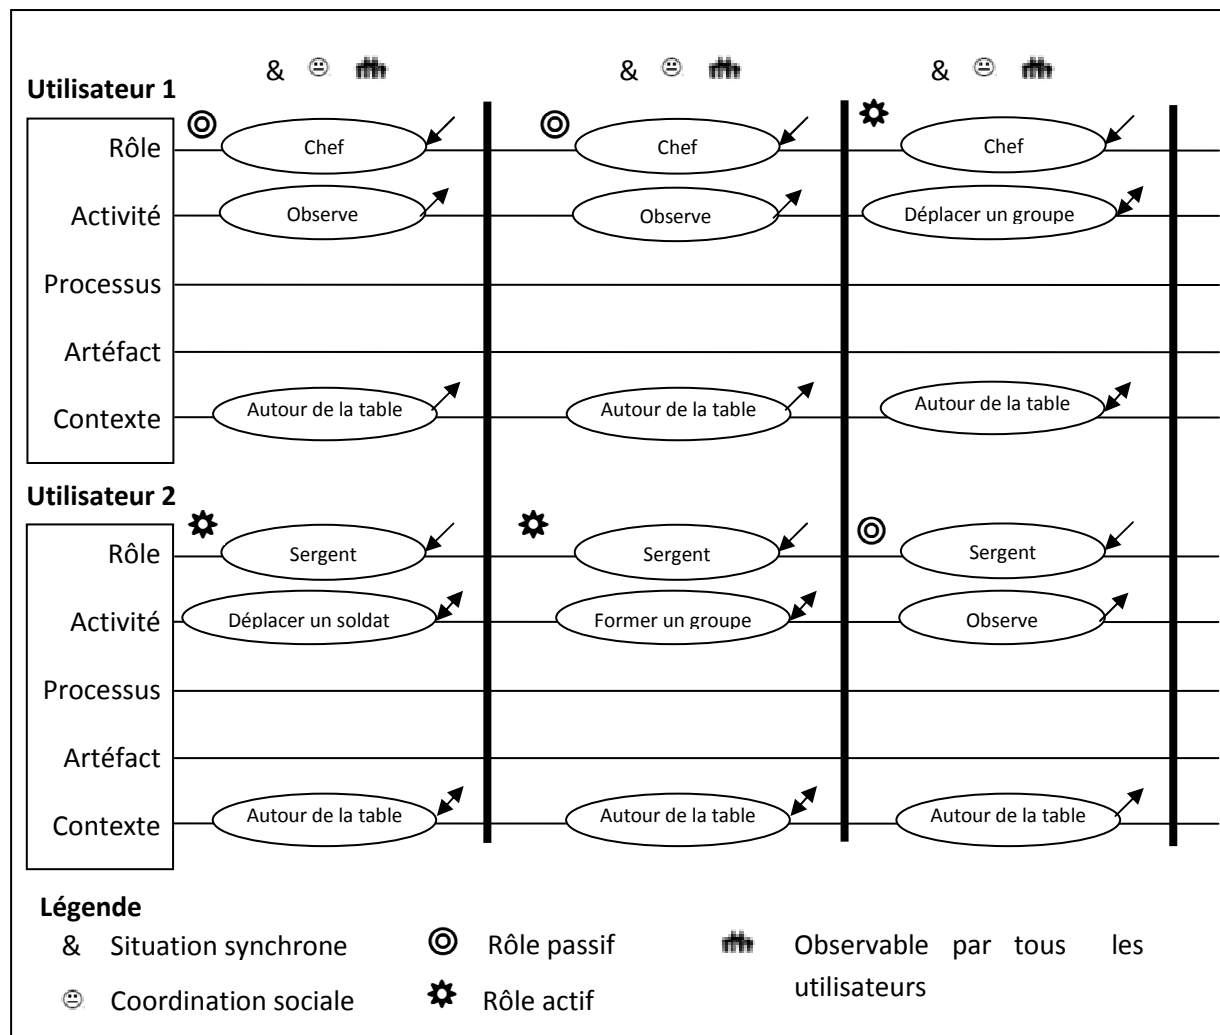 & & &
Utilisateur 1
Rôle Chef Chef Chef
Activité Observe Observe Déplacer un groupe
Processus
Artéfact
Contexte Autour de la table Autour de la table Autour de la table
Utilisateur 2
Rôle Sergent Sergent Sergent
Activité Déplacer un soldat Former un groupe Observe
Processus
Artéfact
Contexte Autour de la table Autour de la table Autour de la table
Légende
& Situation synchrone Rôle passif Observable par tous les
utilisateurs
Coordination sociale Rôle actif